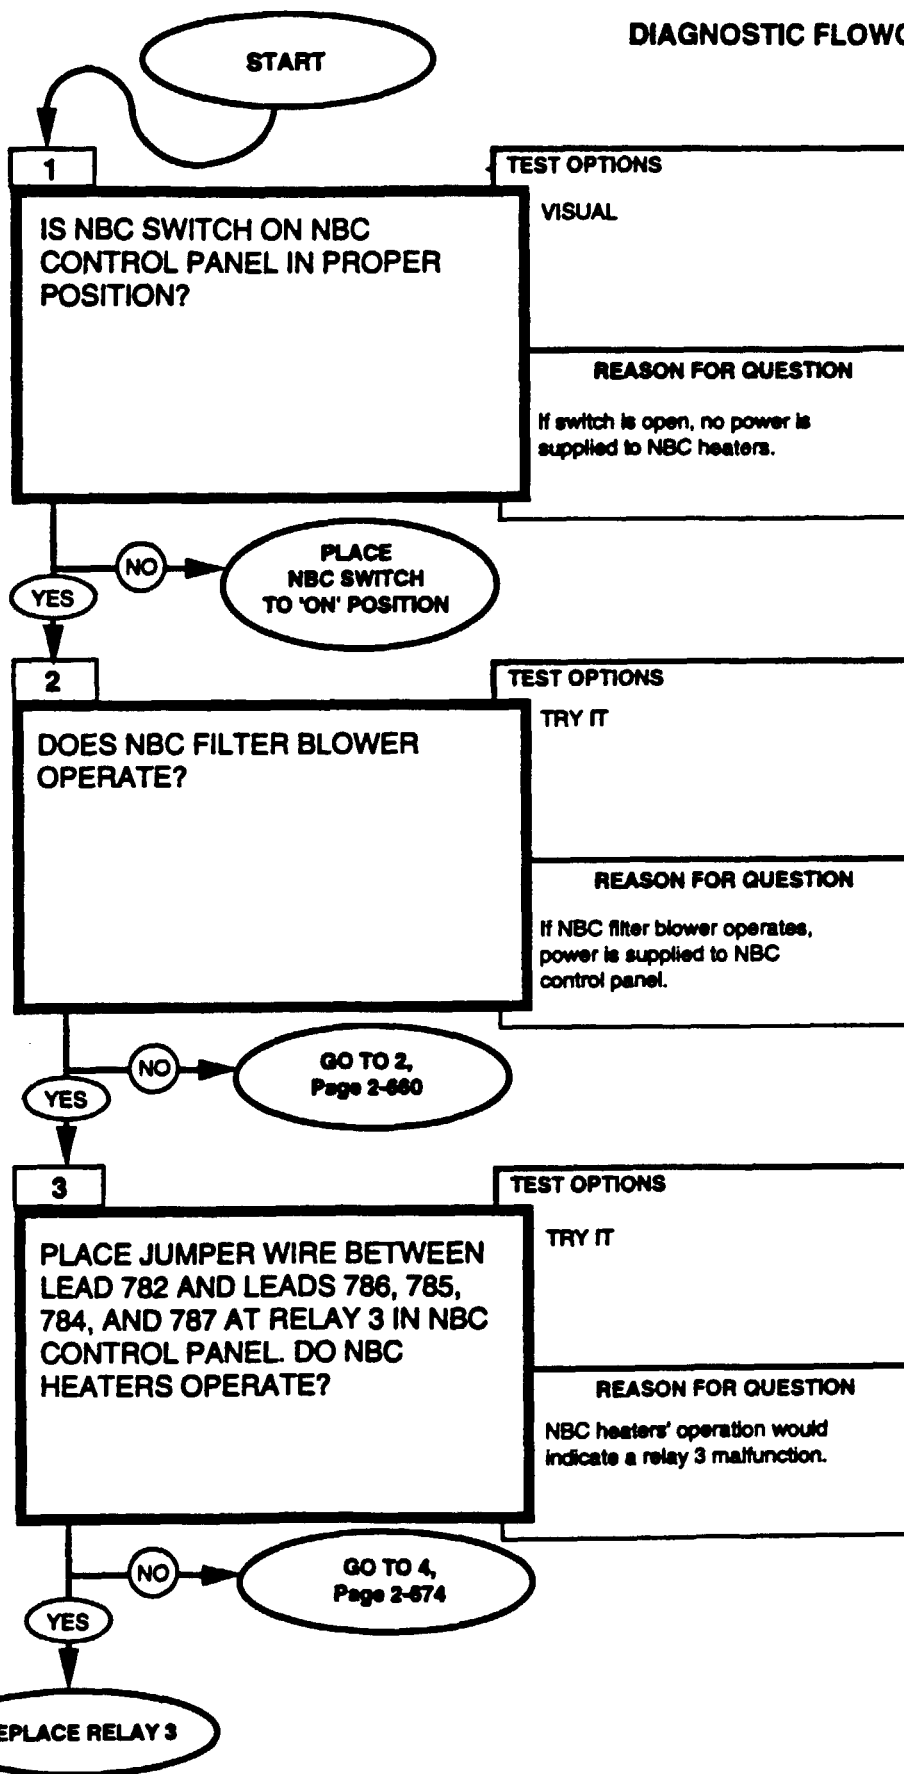 DIAGNOSTIC FLOWC
START
1
TEST OPTIONS
IS NBC SWITCH ON NBC
CONTROL PANEL IN PROPER
POSITION?
VISUAL
REASON FOR QUESTION
If switch is open, no power is
supplied to NBC heaters.
NO
PLACE
NBC SWITCH
TO 'ON' POSITION
YES
2
TEST OPTIONS
DOES NBC FILTER BLOWER
OPERATE?
TRY IT
REASON FOR QUESTION
If NBC filter blower operates,
power is supplied to NBC
control panel.
NO
GO TO 2,
Page 2-660
YES
3
TEST OPTIONS
PLACE JUMPER WIRE BETWEEN
LEAD 782 AND LEADS 786, 785,
784, AND 787 AT RELAY 3 IN NBC
CONTROL PANEL. DO NBC
HEATERS OPERATE?
TRY IT
REASON FOR QUESTION
NBC heaters' operation would
indicate a relay 3 malfunction.
NO
GO TO 4,
Page 2-674
YES
EPLACE RELAY 3